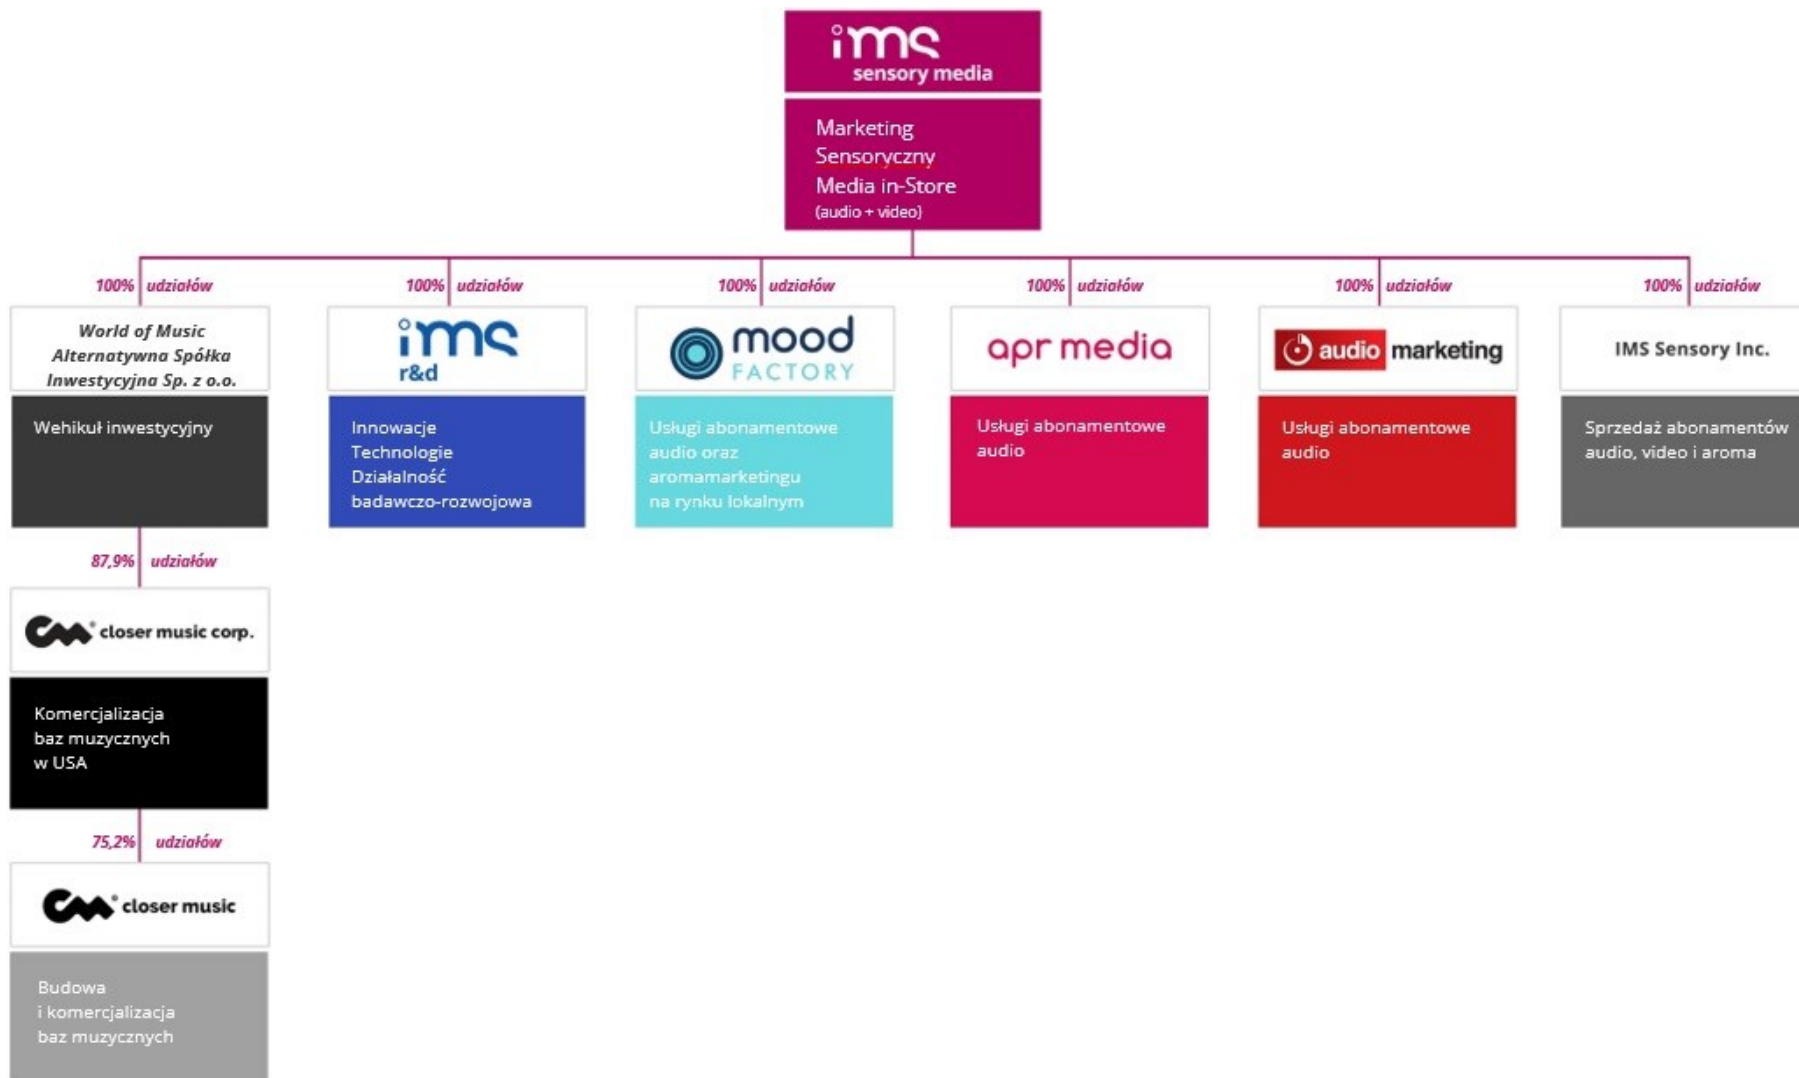 ims
sensory media
Marketing
Sensoryczny
Media in-Store
(audio + video)
100% udziałów
100% udziałów
100% udziałów
100% udziałów
100% udziałów
100% udziałów
World of Music
Alternatywna Spółka
Inwestycyjna Sp. z o.o.
Wehikuł inwestycyjny
ims
r&d
Innowacje
Technologie
Działalność
badawczo-rozwojowa
mood
FACTORY
Usługi abonamentowe
audio oraz
aromamarketingu
na rynku lokalnym
apr media
Usługi abonamentowe
audio
audio marketing
Usługi abonamentowe
audio
IMS Sensory Inc.
Sprzedaż abonamentów
audio, video i aroma
87,9% udziałów
cm® closer music corp.
Komercjalizacja
baz muzycznych
w USA
75,2% udziałów
cm® closer music
Budowa
i komercjalizacja
baz muzycznych